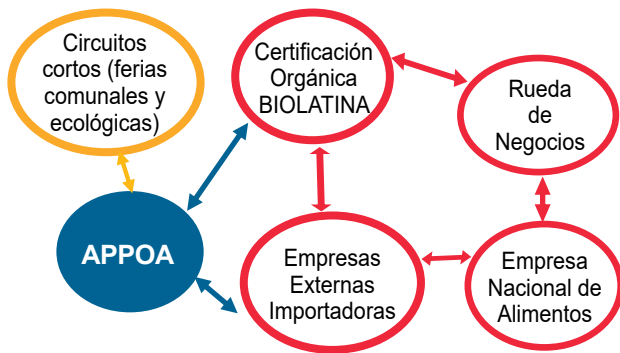 Circuitos
cortos (ferias
comunales y
ecológicas)
Certificación
Orgánica
BIOLATINA
Rueda
de
Negocios
APPOA
Empresas
Externas
Importadoras
Empresa
Nacional de
Alimentos